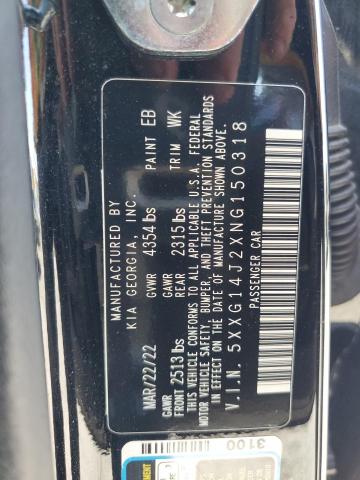 MANUFACTURED BY
KIA GEORGIA, INC.
MAR/22/22 GVWR 4354 lbs PAINT EB
GAWR FRONT 2513 lbs GAWR REAR 2315 lbs TRIM WK
THIS VEHICLE CONFORMS TO ALL APPLICABLE U.S.A. FEDERAL
MOTOR VEHICLE SAFETY, BUMPER, AND THEFT PREVENTION STANDARDS
IN EFFECT ON THE DATE OF MANUFACTURE SHOWN ABOVE.
V.I.N. 5XXG14J2XNG150318
PASSENGER CAR
3100